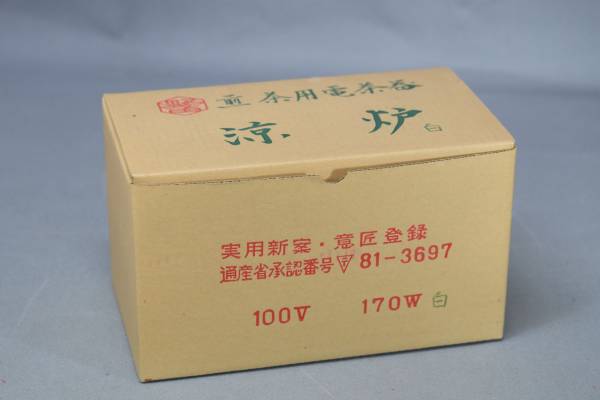 煎茶用電茶器
涼炉 白
実用新案・意匠登録
通産省承認番号 〒 81-3697
100V 170W 白